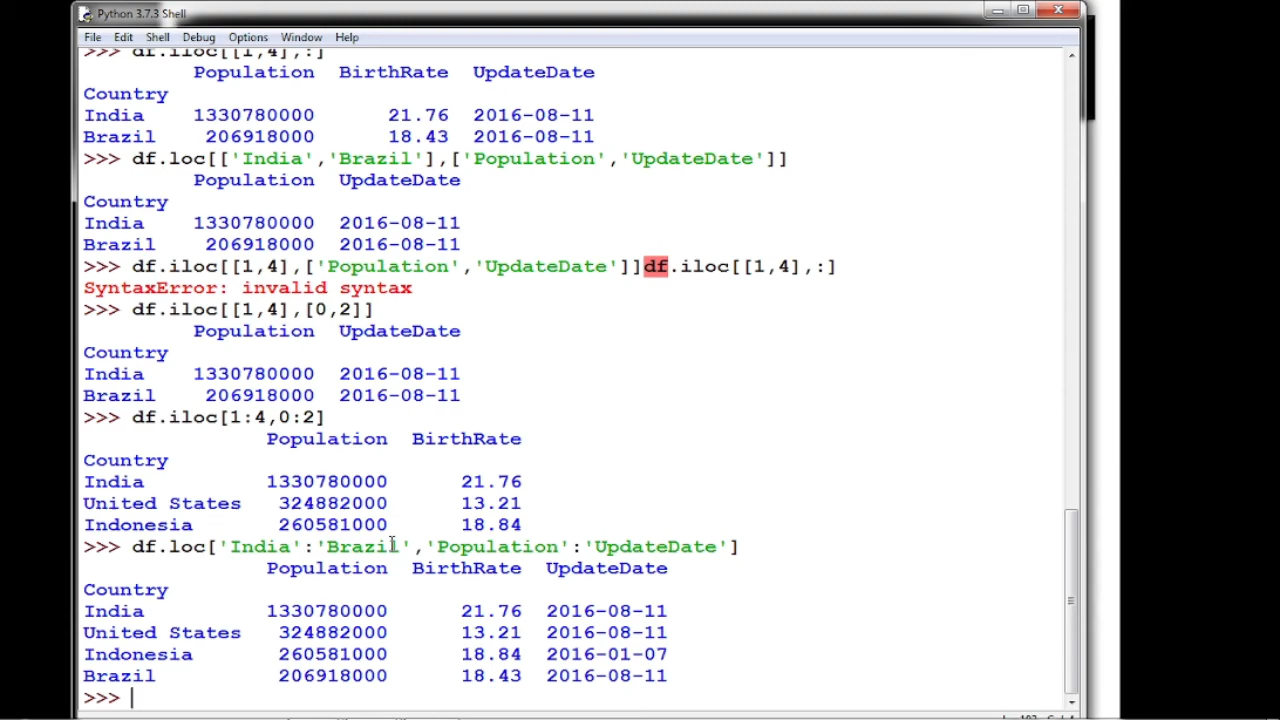 Python 3.7.3 Shell
File Edit Shell Debug Options Window Help
>>> df.iloc[[1,4],:]
Population BirthRate UpdateDate
Country
India 1330780000 21.76 2016-08-11
Brazil 206918000 18.43 2016-08-11
>>> df.loc[['India','Brazil'],['Population','UpdateDate']]
Population UpdateDate
Country
India 1330780000 2016-08-11
Brazil 206918000 2016-08-11
>>> df.iloc[[1,4],['Population','UpdateDate']]df.iloc[[1,4],:]
SyntaxError: invalid syntax
>>> df.iloc[[1,4],[0,2]]
Population UpdateDate
Country
India 1330780000 2016-08-11
Brazil 206918000 2016-08-11
>>> df.iloc[1:4,0:2]
Population BirthRate
Country
India 1330780000 21.76
United States 324882000 13.21
Indonesia 260581000 18.84
>>> df.loc['India':'Brazil','Population':'UpdateDate']
Population BirthRate UpdateDate
Country
India 1330780000 21.76 2016-08-11
United States 324882000 13.21 2016-08-11
Indonesia 260581000 18.84 2016-01-07
Brazil 206918000 18.43 2016-08-11
>>>